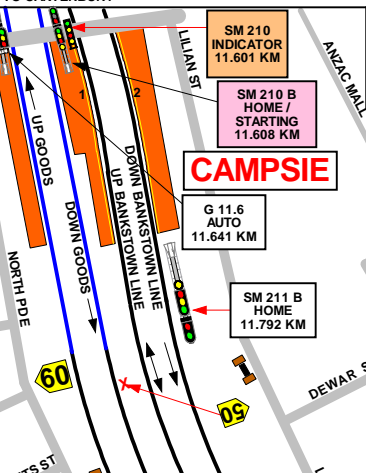 SM 210
INDICATOR
11.601 KM
SM 210 B
HOME /
STARTING
11.608 KM
CAMPSIE
G 11.6
AUTO
11.641 KM
SM 211 B
HOME
11.792 KM
LILIAN ST
ANZAC MALL
1
2
UP GOODS
DOWN GOODS
UP BANKSTOWN LINE
DOWN BANKSTOWN LINE
NORTH PDE
60
50
X
DEWAR S
TS ST